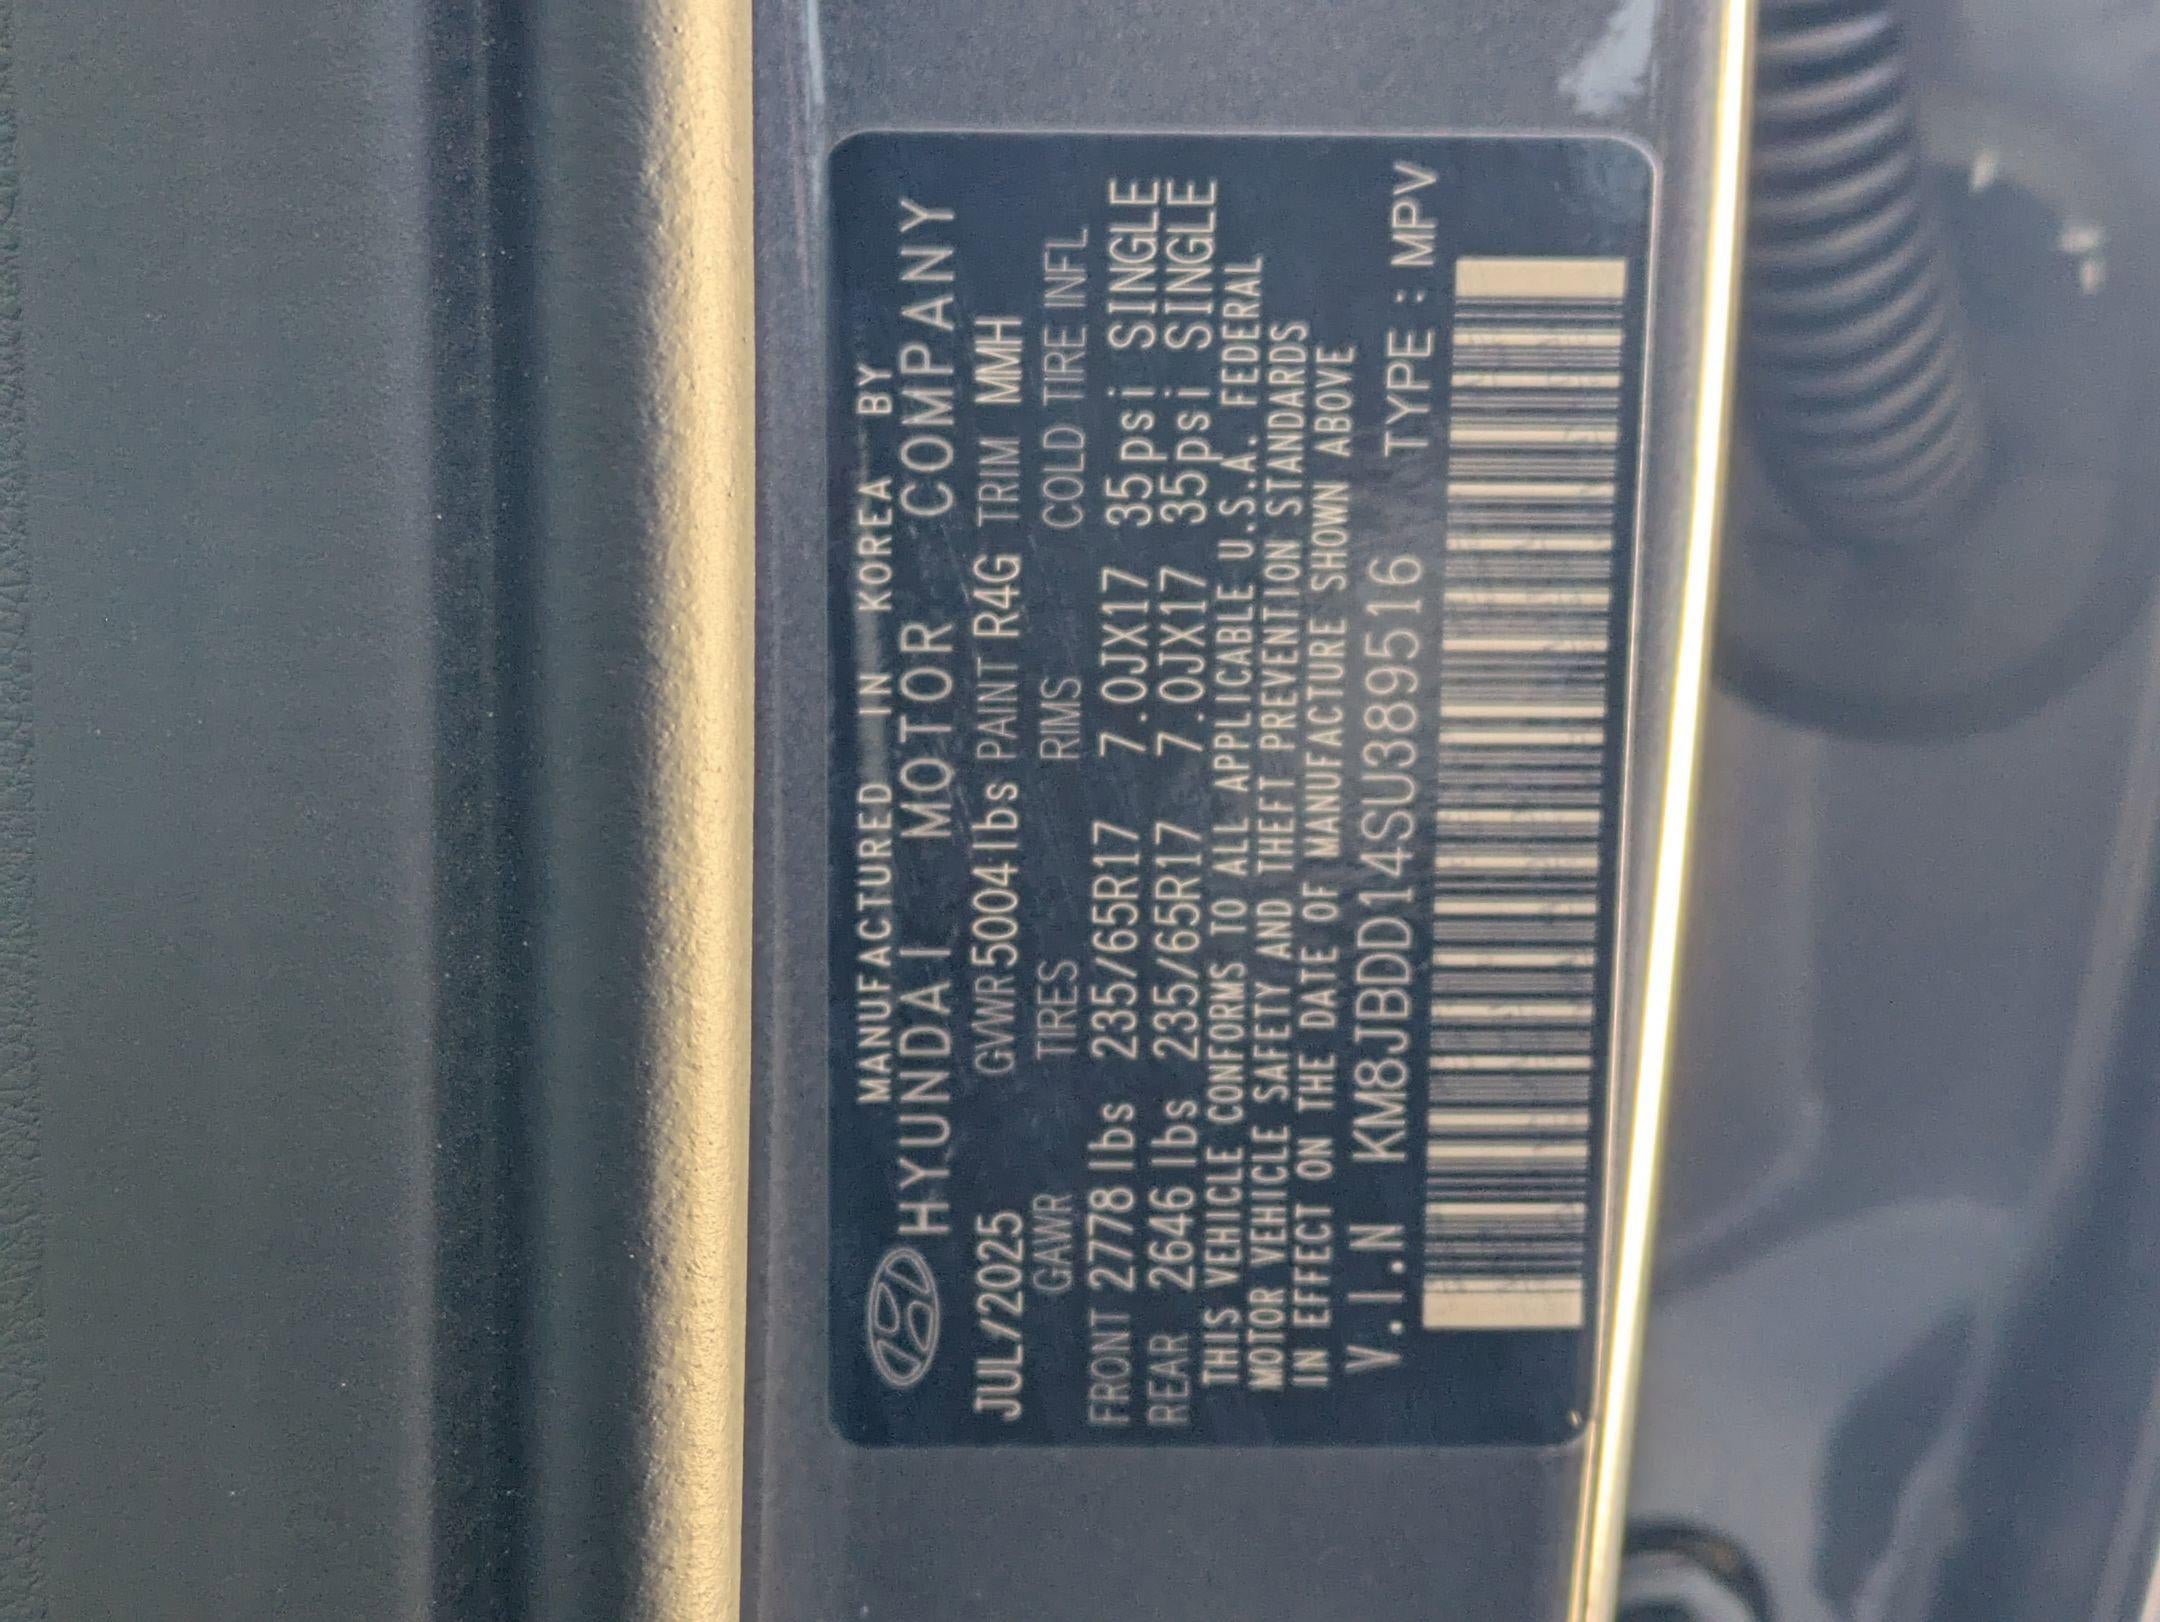 MANUFACTURED IN KOREA BY
HYUNDAI MOTOR COMPANY
JUL/2025 GVWR 5004 lbs PAINT R4G TRIM MMH
GAWR TIRES RIMS COLD TIRE INFL
FRONT 2778 lbs 235/65R17 7.0JX17 35psi SINGLE
REAR 2646 lbs 235/65R17 7.0JX17 35psi SINGLE
THIS VEHICLE CONFORMS TO ALL APPLICABLE U.S.A. FEDERAL
MOTOR VEHICLE SAFETY AND THEFT PREVENTION STANDARDS
IN EFFECT ON THE DATE OF MANUFACTURE SHOWN ABOVE
V.I.N KM8JBDD14SU389516 TYPE : MPV